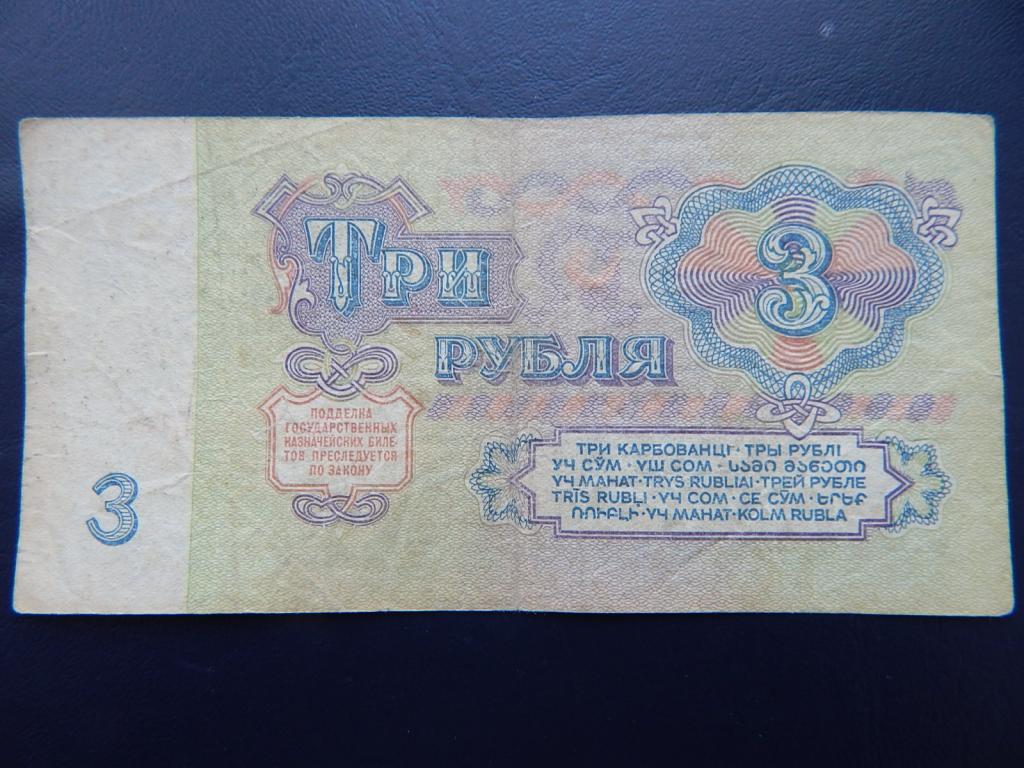 ТРИ
РУБЛЯ
3
ПОДДЕЛКА
ГОСУДАРСТВЕННЫХ
КАЗНАЧЕЙСКИХ БИЛЕ-
ТОВ ПРЕСЛЕДУЕТСЯ
ПО ЗАКОНУ
ТРИ КАРБОВАНЦІ · ТРЫ РУБЛІ
УЧ СЎМ · ҮШ СОМ · ᲡᲐᲛᲘ ᲛᲐᲜᲔᲗᲘ
ҮЧ МАНАТ · TRYS RUBLIAI · ТРЕЙ РУБЛЕ
TRĪS RUBĻI · ҮЧ СОМ · СЕ СЎМ · ԵՐԵՔ
ՌՈՒԲԼԻ · ҮЧ МАНАТ · KOLM RUBLA
3